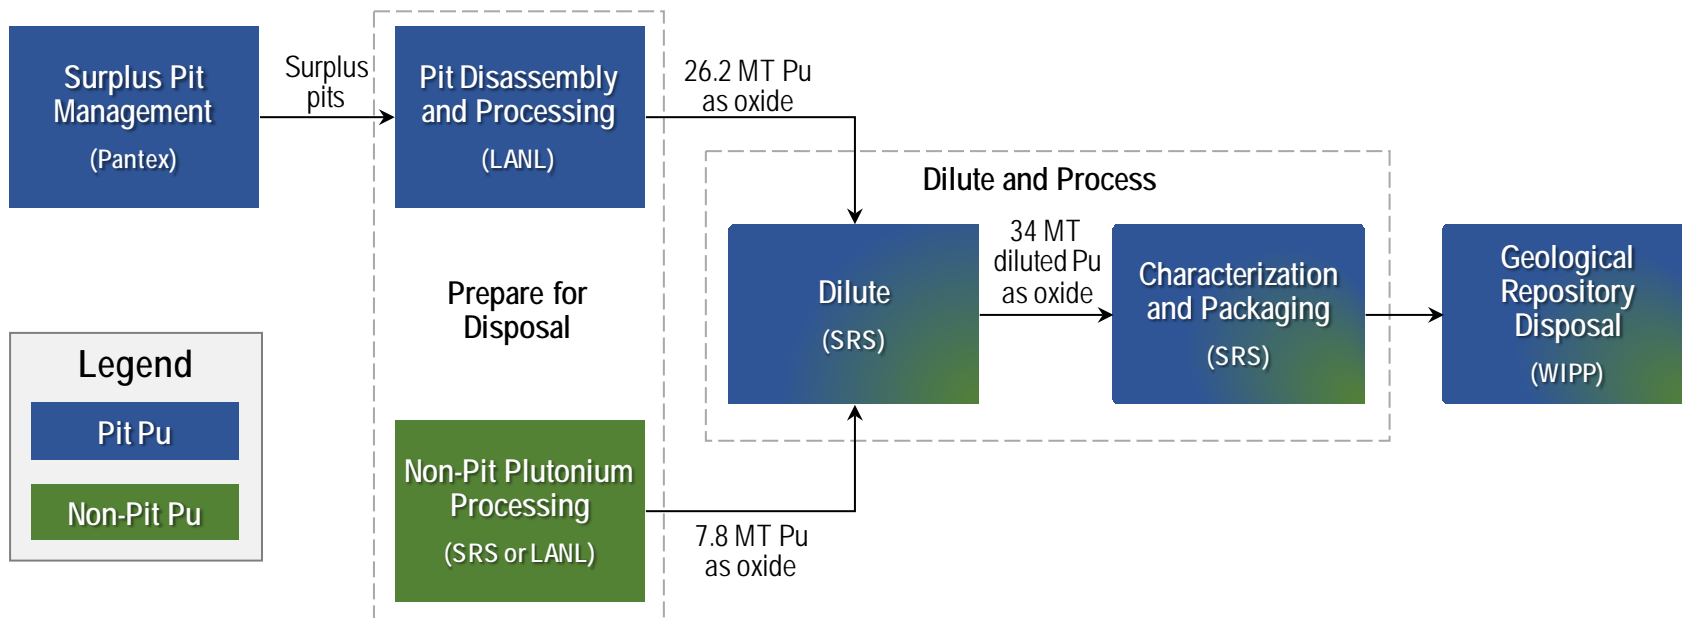 Surplus Pit
Management
(Pantex)
Surplus
pits
Pit Disassembly
and Processing
(LANL)
26.2 MT Pu
as oxide
Prepare for
Disposal
Non-Pit Plutonium
Processing
(SRS or LANL)
7.8 MT Pu
as oxide
Dilute and Process
Dilute
(SRS)
34 MT
diluted Pu
as oxide
Characterization
and Packaging
(SRS)
Geological
Repository
Disposal
(WIPP)
Legend
Pit Pu
Non-Pit Pu